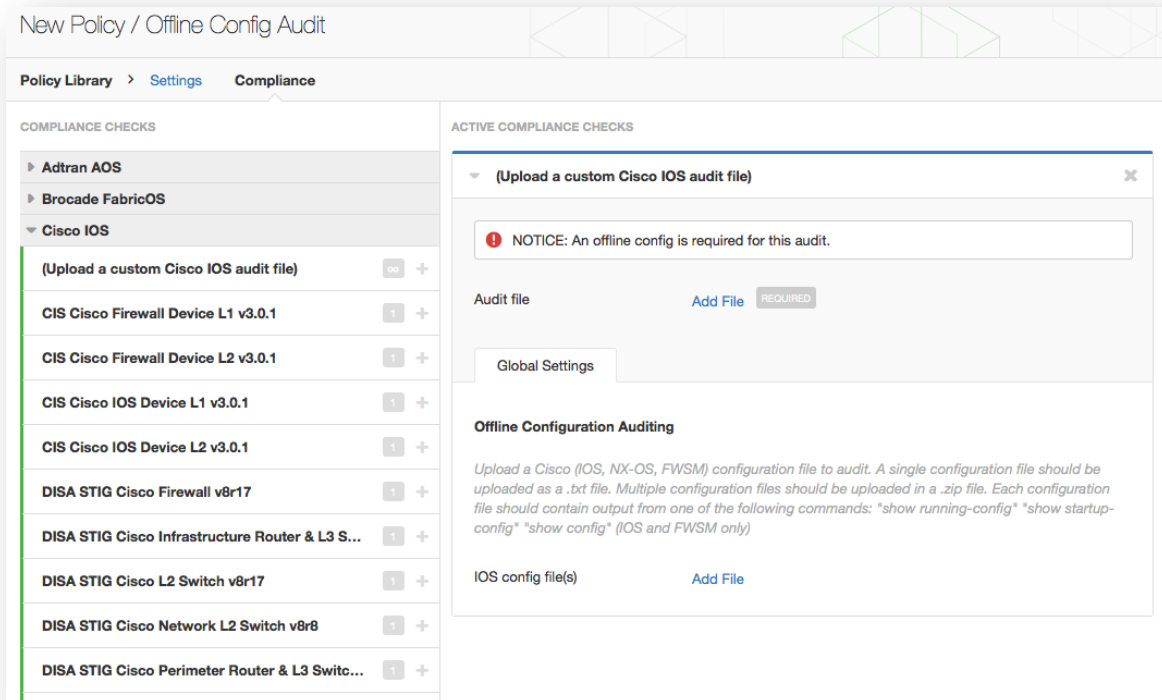 New Policy / Offline Config Audit
Policy Library > Settings Compliance
COMPLIANCE CHECKS
Adtran AOS
Brocade FabricOS
Cisco IOS
(Upload a custom Cisco IOS audit file) ∞ +
CIS Cisco Firewall Device L1 v3.0.1 1 +
CIS Cisco Firewall Device L2 v3.0.1 1 +
CIS Cisco IOS Device L1 v3.0.1 1 +
CIS Cisco IOS Device L2 v3.0.1 1 +
DISA STIG Cisco Firewall v8r17 1 +
DISA STIG Cisco Infrastructure Router & L3 S... 1 +
DISA STIG Cisco L2 Switch v8r17 1 +
DISA STIG Cisco Network L2 Switch v8r8 1 +
DISA STIG Cisco Perimeter Router & L3 Switc... 1 +
ACTIVE COMPLIANCE CHECKS
(Upload a custom Cisco IOS audit file)
NOTICE: An offline config is required for this audit.
Audit file Add File REQUIRED
Global Settings
Offline Configuration Auditing
Upload a Cisco (IOS, NX-OS, FWSM) configuration file to audit. A single configuration file should be
uploaded as a .txt file. Multiple configuration files should be uploaded in a .zip file. Each configuration
file should contain output from one of the following commands: "show running-config" "show startup-
config" "show config" (IOS and FWSM only)
IOS config file(s) Add File